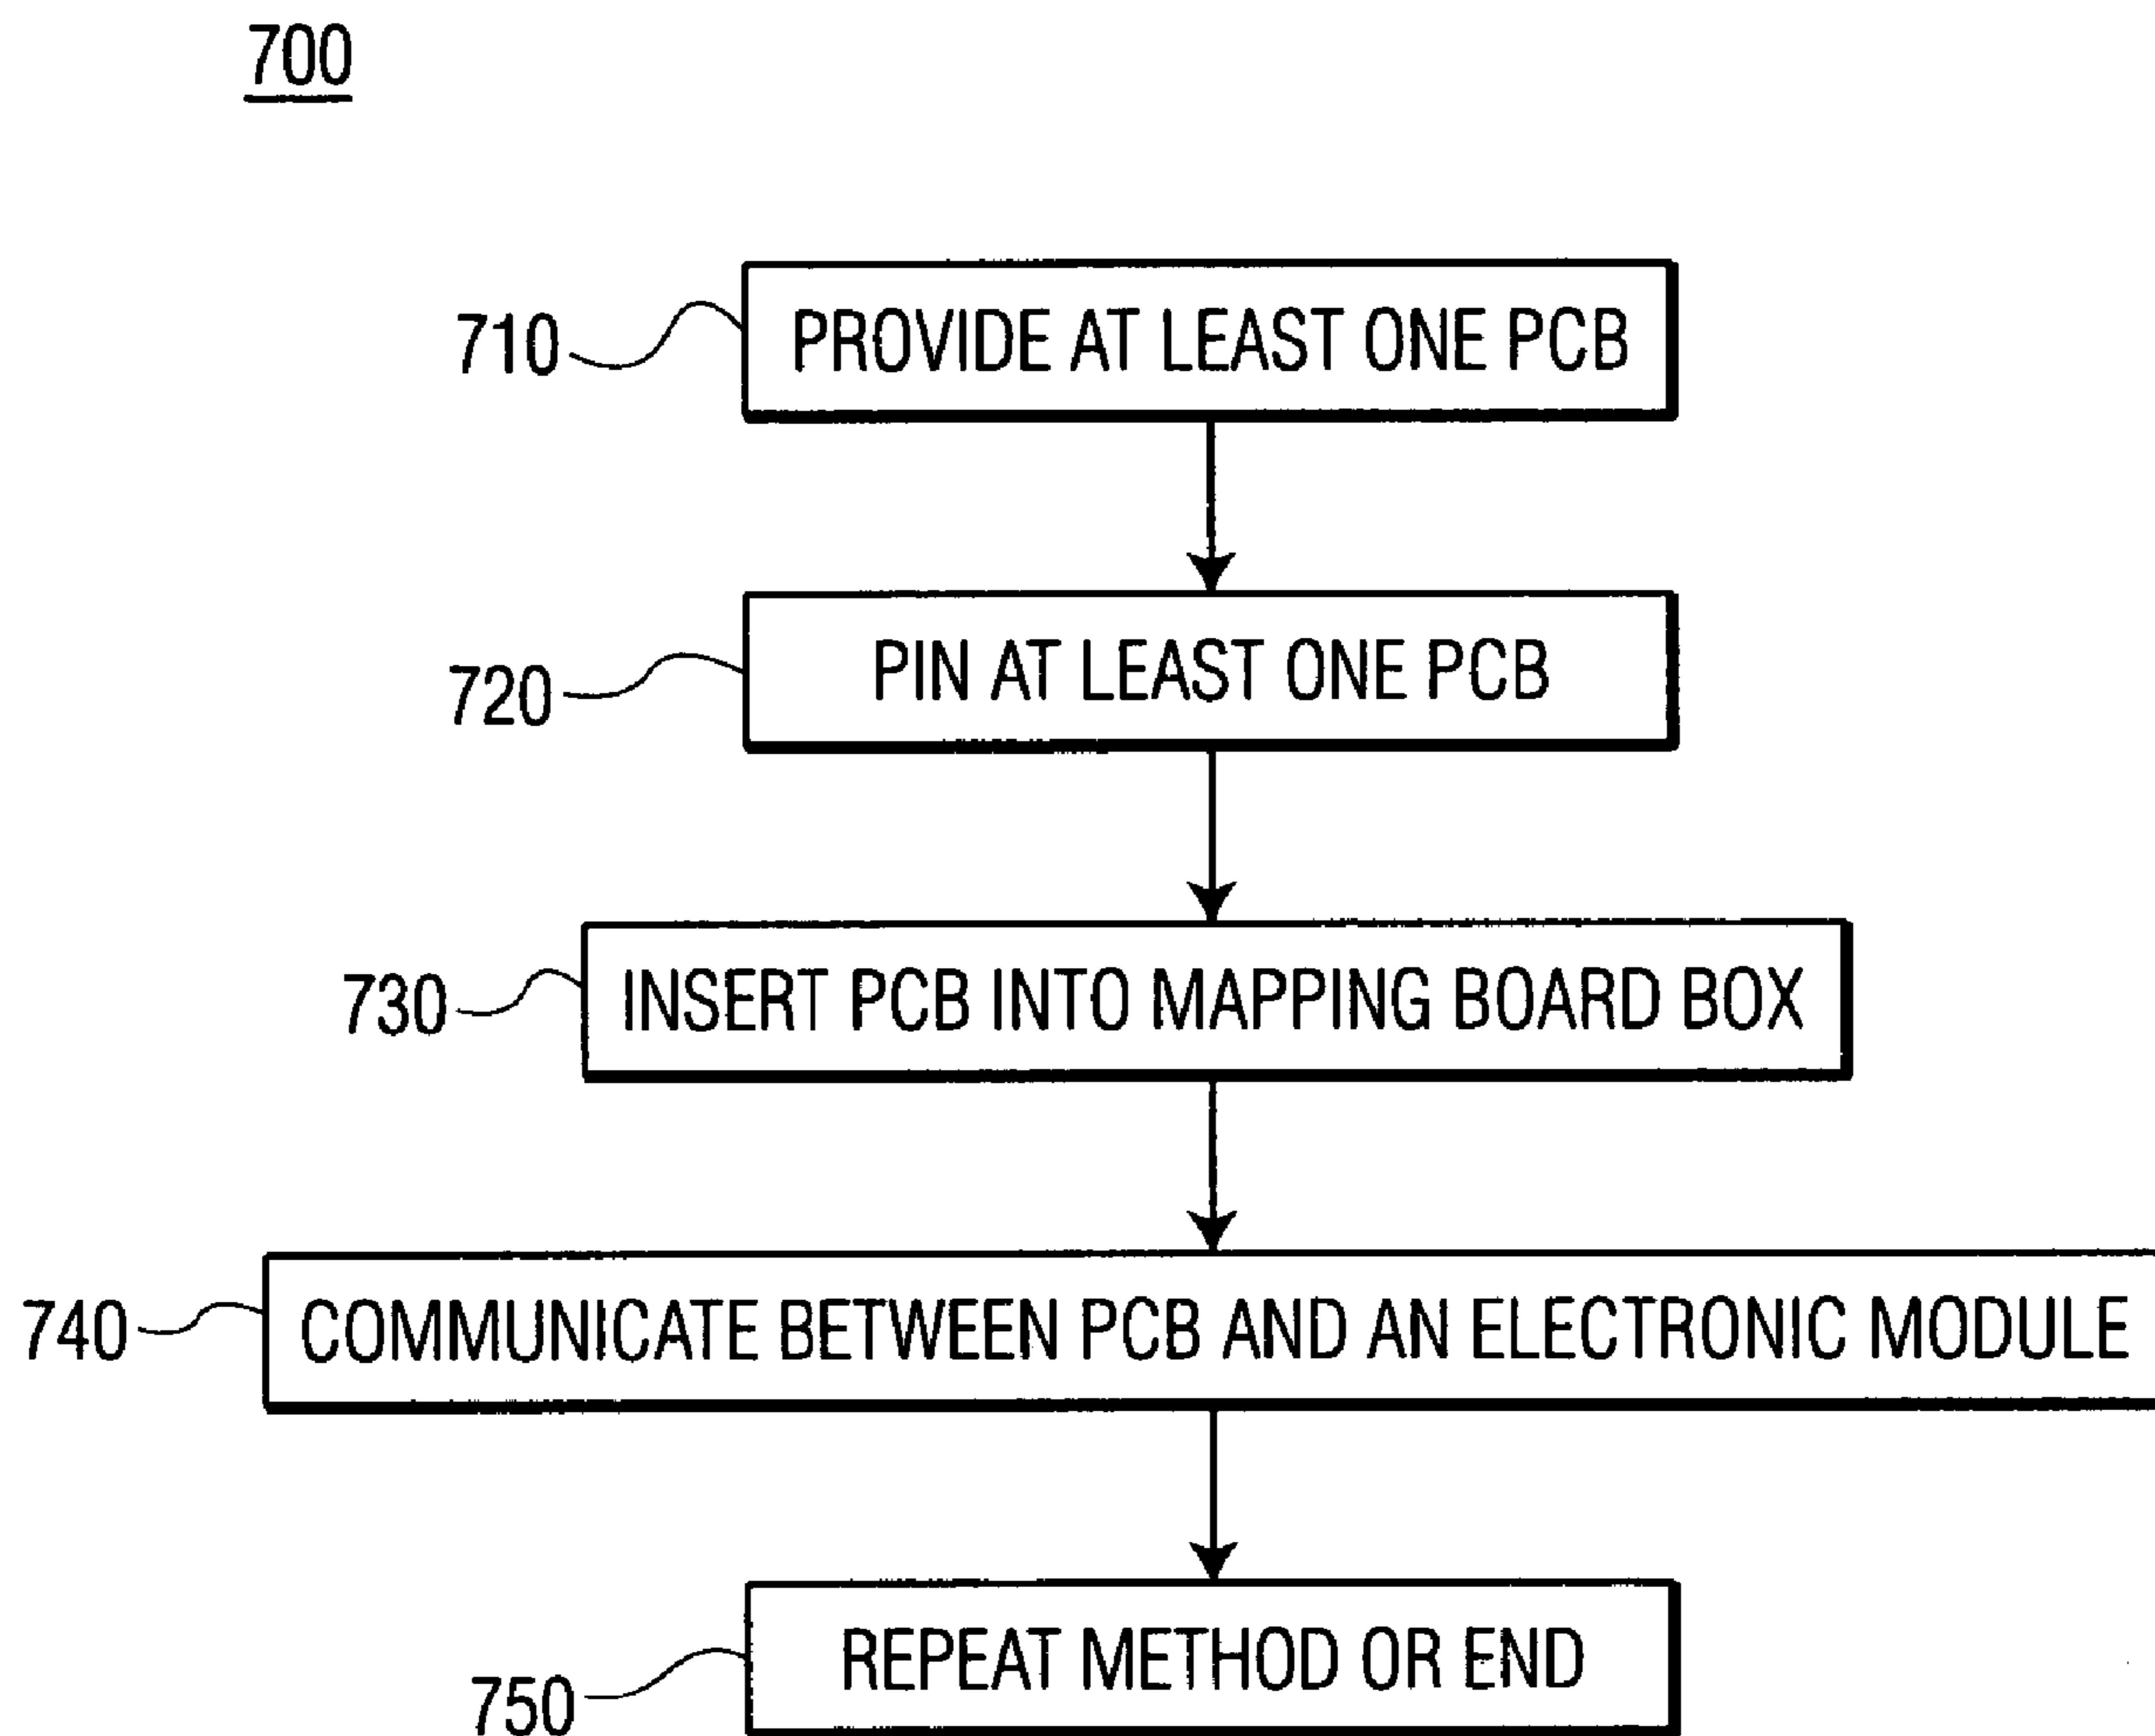 700
710
PROVIDE AT LEAST ONE PCB
720
PIN AT LEAST ONE PCB
730
INSERT PCB INTO MAPPING BOARD BOX
740
COMMUNICATE BETWEEN PCB AND AN ELECTRONIC MODULE
750
REPEAT METHOD OR END